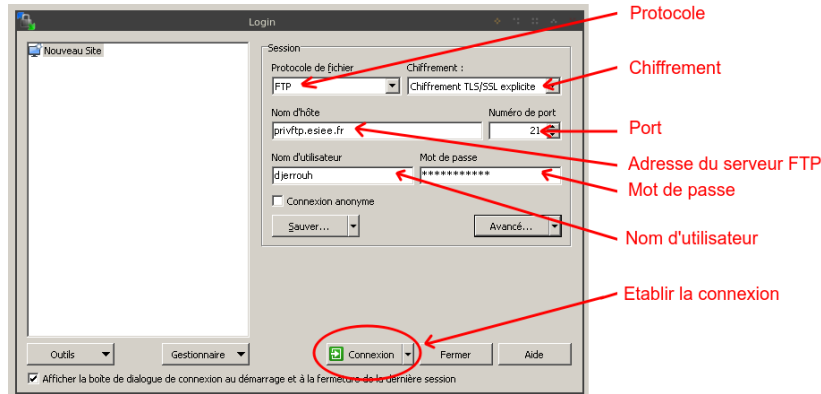 Login
Protocole
Nouveau Site
Session
Protocole de fichier
Chiffrement :
FTP
Chiffrement TLS/SSL explicite
Chiffrement
Nom d'hôte
Numéro de port
privftp.esiee.fr
21
Port
Nom d'utilisateur
Mot de passe
Adresse du serveur FTP
djerrouh
***********
Mot de passe
Connexion anonyme
Sauver...
Avancé...
Nom d'utilisateur
Etablir la connexion
Outils
Gestionnaire
Connexion
Fermer
Aide
Afficher la boîte de dialogue de connexion au démarrage et à la fermeture de la dernière session